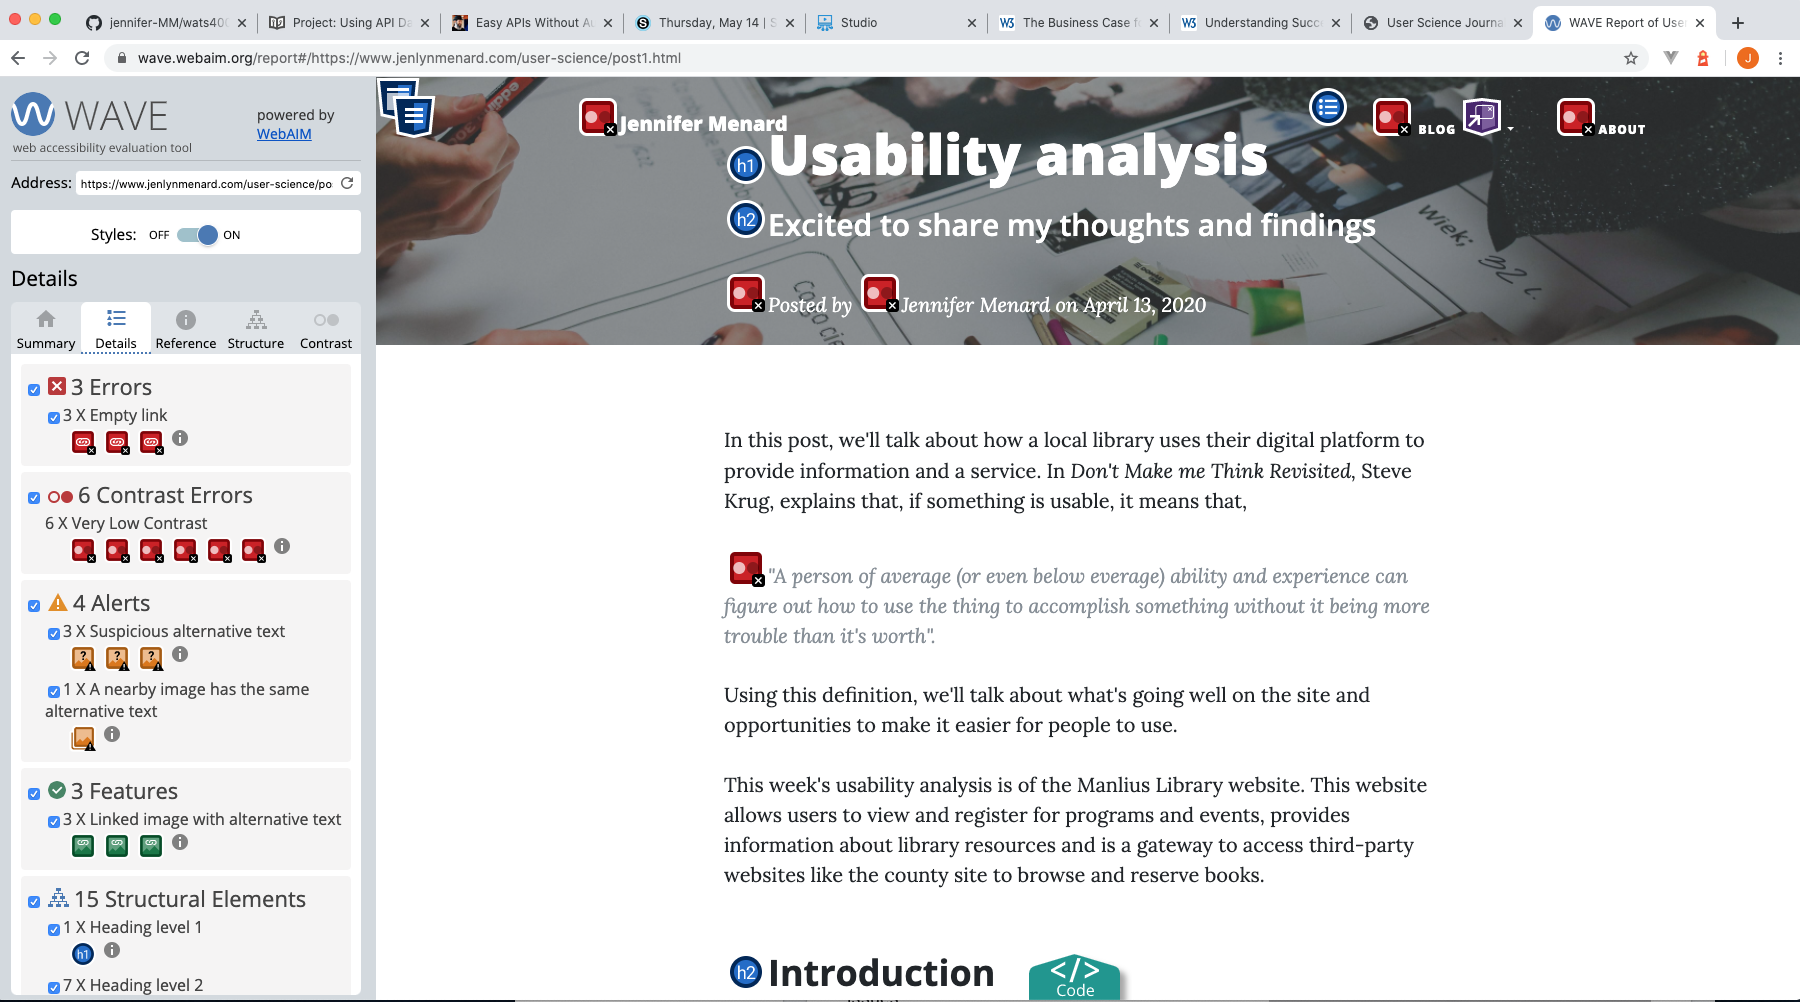 jennifer-MM/wats400
Project: Using API Da
Easy APIs Without Au
Thursday, May 14 | S
Studio
The Business Case f
Understanding Succ
User Science Journa
WAVE Report of Use
wave.webaim.org/report#/https://www.jenlynmenard.com/user-science/post1.html
J
WAVE
web accessibility evaluation tool
powered by
WebAIM
Address: https://www.jenlynmenard.com/user-science/po
Styles: OFF ON
Details
Summary Details Reference Structure Contrast
3 Errors
3 X Empty link
6 Contrast Errors
6 X Very Low Contrast
4 Alerts
3 X Suspicious alternative text
1 X A nearby image has the same
alternative text
3 Features
3 X Linked image with alternative text
15 Structural Elements
1 X Heading level 1
h1
7 X Heading level 2
Jennifer Menard
BLOG
ABOUT
h1 Usability analysis
h2 Excited to share my thoughts and findings
Posted by Jennifer Menard on April 13, 2020
Wiek;
32 l.
In this post, we'll talk about how a local library uses their digital platform to
provide information and a service. In Don't Make me Think Revisited, Steve
Krug, explains that, if something is usable, it means that,
"A person of average (or even below everage) ability and experience can
figure out how to use the thing to accomplish something without it being more
trouble than it's worth".
Using this definition, we'll talk about what's going well on the site and
opportunities to make it easier for people to use.
This week's usability analysis is of the Manlius Library website. This website
allows users to view and register for programs and events, provides
information about library resources and is a gateway to access third-party
websites like the county site to browse and reserve books.
h2 Introduction
</>
Code